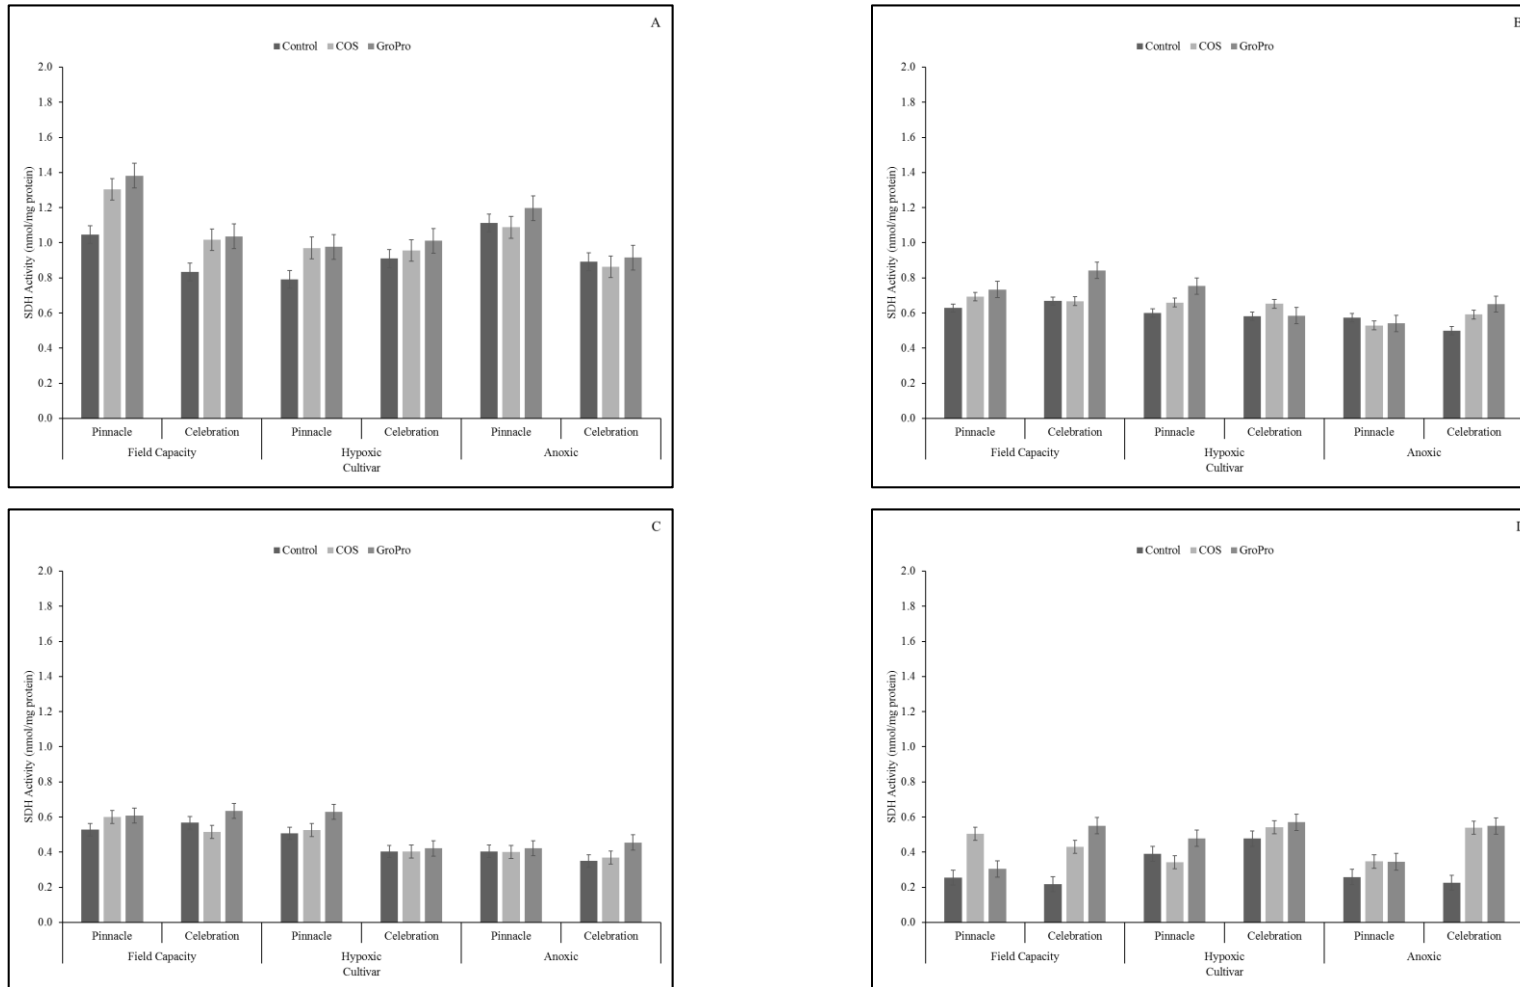 A
■ Control ■ COS ■ GroPro
SDH Activity (nmol/mg protein)
2.0
1.8
1.6
1.4
1.2
1.0
0.8
0.6
0.4
0.2
0.0
Pinnacle Celebration Pinnacle Celebration Pinnacle Celebration
Field Capacity Hypoxic Anoxic
Cultivar
B
■ Control ■ COS ■ GroPro
SDH Activity (nmol/mg protein)
2.0
1.8
1.6
1.4
1.2
1.0
0.8
0.6
0.4
0.2
0.0
Pinnacle Celebration Pinnacle Celebration Pinnacle Celebration
Field Capacity Hypoxic Anoxic
Cultivar
C
■ Control ■ COS ■ GroPro
SDH Activity (nmol/mg protein)
2.0
1.8
1.6
1.4
1.2
1.0
0.8
0.6
0.4
0.2
0.0
Pinnacle Celebration Pinnacle Celebration Pinnacle Celebration
Field Capacity Hypoxic Anoxic
Cultivar
■ Control ■ COS ■ GroPro
SDH Activity (nmol/mg protein)
2.0
1.8
1.6
1.4
1.2
1.0
0.8
0.6
0.4
0.2
0.0
Pinnacle Celebration Pinnacle Celebration Pinnacle Celebration
Field Capacity Hypoxic Anoxic
Cultivar